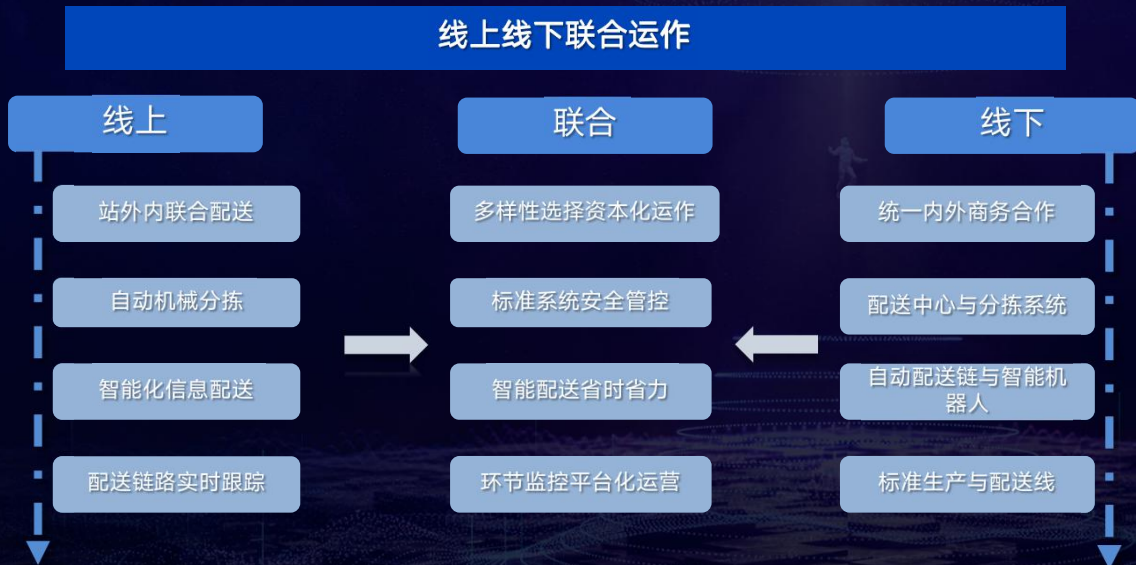 线上线下联合运作
线上
联合
线下
站外内联合配送
多样性选择资本化运作
统一内外商务合作
自动机械分拣
标准系统安全管控
配送中心与分拣系统
智能化信息配送
智能配送省时省力
自动配送链与智能机
器人
配送链路实时跟踪
环节监控平台化运营
标准生产与配送线